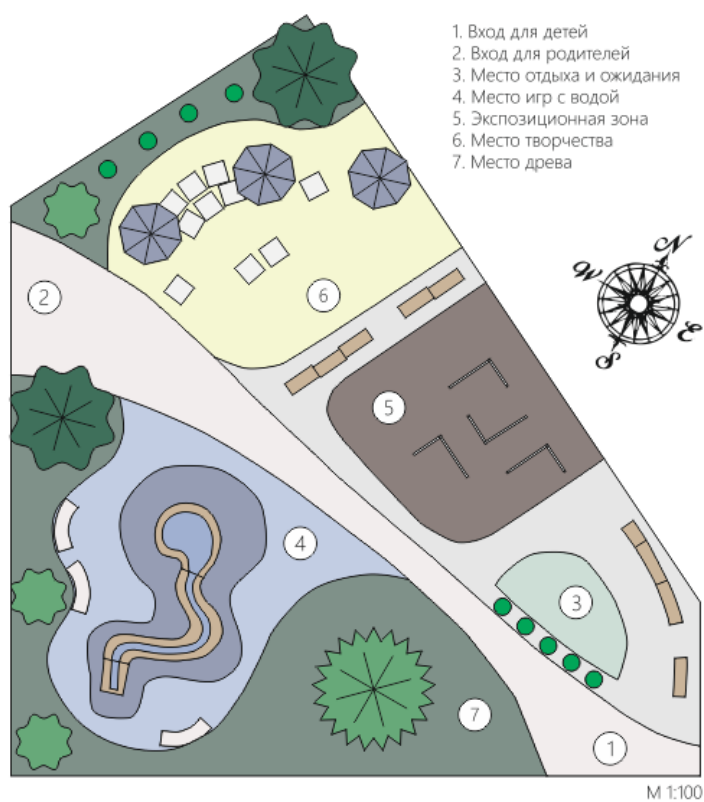 1. Вход для детей
2. Вход для родителей
3. Место отдыха и ожидания
4. Место игр с водой
5. Экспозиционная зона
6. Место творчества
7. Место древа
N
W
E
S
2
6
5
4
3
7
1
М 1:100